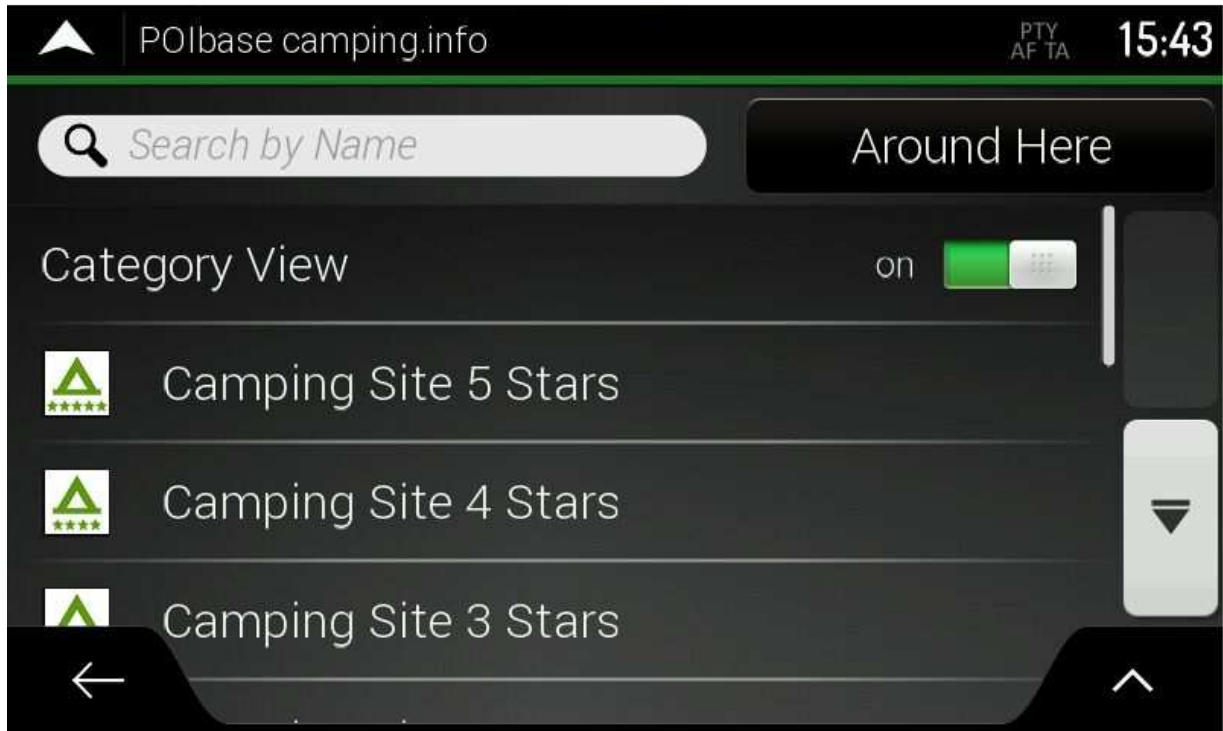 POIbase camping.info
PTY
AF TA
15:43
Search by Name
Around Here
Category View
on
Camping Site 5 Stars
Camping Site 4 Stars
Camping Site 3 Stars